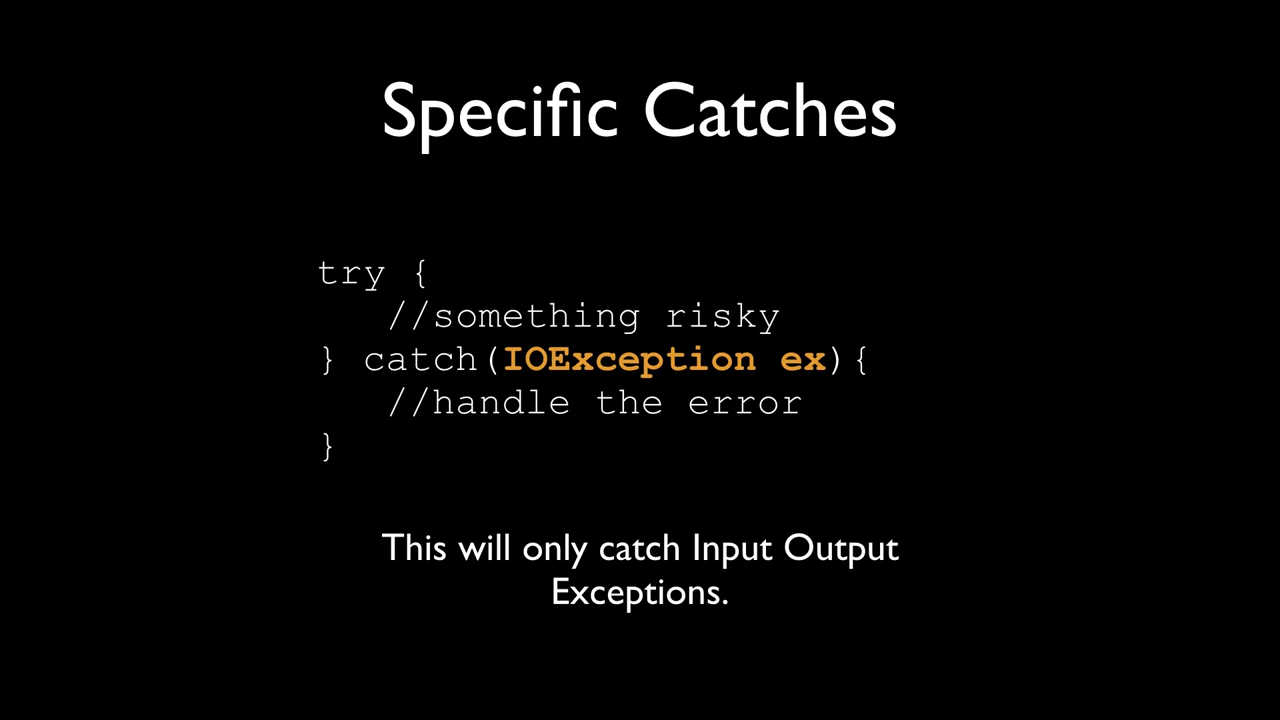 Specific Catches
try {
//something risky
} catch(IOException ex){
//handle the error
}
This will only catch Input Output
Exceptions.